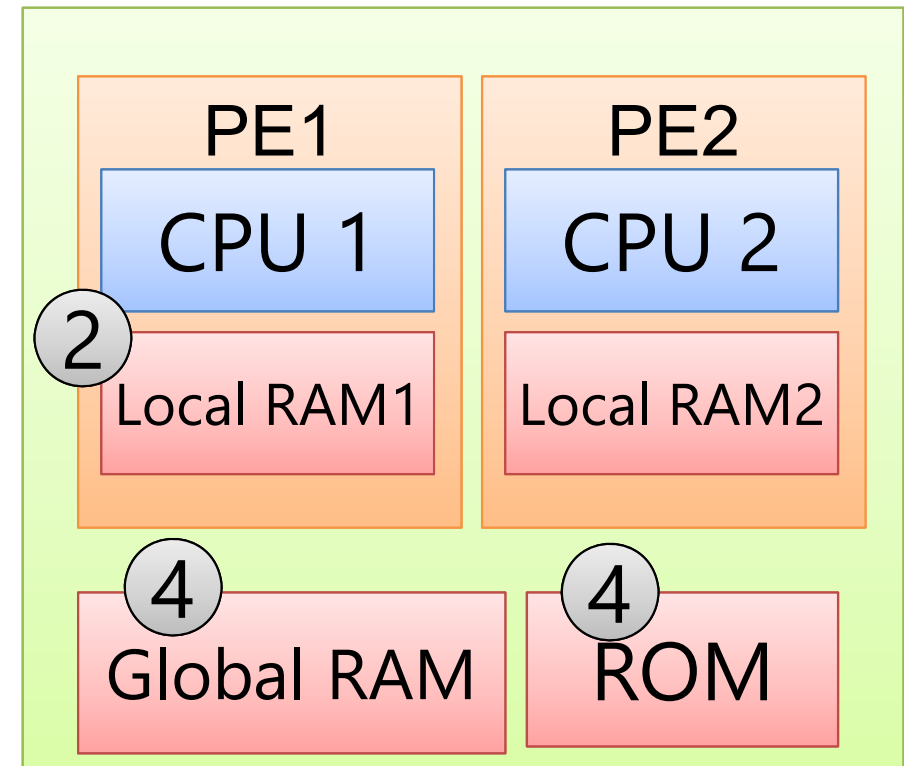 PE1
CPU 1
2
Local RAM1
PE2
CPU 2
Local RAM2
4
Global RAM
4
ROM